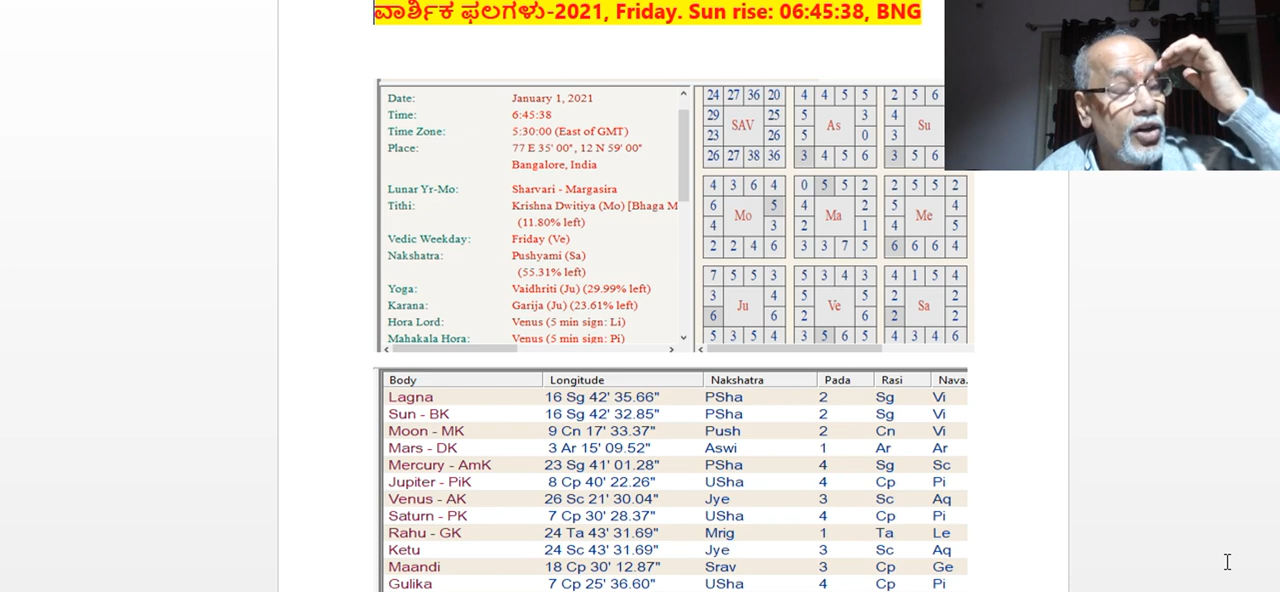 ವಾರ್ಶಿಕ ಫಲಗಳು-2021, Friday. Sun rise: 06:45:38, BNG
Date: January 1, 2021
Time: 6:45:38
Time Zone: 5:30:00 (East of GMT)
Place: 77 E 35' 00", 12 N 59' 00"
Bangalore, India
Lunar Yr-Mo: Sharvari - Margasira
Tithi: Krishna Dwitiya (Mo) [Bhaga M
(11.80% left)
Vedic Weekday: Friday (Ve)
Nakshatra: Pushyami (Sa)
(55.31% left)
Yoga: Vaidhriti (Ju) (29.99% left)
Karana: Garija (Ju) (23.61% left)
Hora Lord: Venus (5 min sign: Li)
Mahakala Hora: Venus (5 min sign: Pi)
24 27 36 20 4 4 5 5 2 5 6
29 SAV 25 5 As 3 4 Su
23 26 5 0 3
26 27 38 36 3 4 5 6 3 5 6
4 3 6 4 0 5 5 2 2 5 5 2
6 Mo 5 4 Ma 2 5 Me 4
4 3 2 1 4 5
2 2 4 6 3 3 7 5 6 6 6 4
7 5 5 3 5 3 4 3 4 1 5 4
3 Ju 4 5 Ve 5 2 Sa 2
6 6 2 6 2 2
5 3 5 4 3 5 6 5 4 3 4 6
Body Longitude Nakshatra Pada Rasi Nava.
Lagna 16 Sg 42' 35.66" PSha 2 Sg Vi
Sun - BK 16 Sg 42' 32.85" PSha 2 Sg Vi
Moon - MK 9 Cn 17' 33.37" Push 2 Cn Vi
Mars - DK 3 Ar 15' 09.52" Aswi 1 Ar Ar
Mercury - AmK 23 Sg 41' 01.28" PSha 4 Sg Sc
Jupiter - PiK 8 Cp 40' 22.26" USha 4 Cp Pi
Venus - AK 26 Sc 21' 30.04" Jye 3 Sc Aq
Saturn - PK 7 Cp 30' 28.37" USha 4 Cp Pi
Rahu - GK 24 Ta 43' 31.69" Mrig 1 Ta Le
Ketu 24 Sc 43' 31.69" Jye 3 Sc Aq
Maandi 18 Cp 30' 12.87" Srav 3 Cp Ge
Gulika 7 Cp 25' 36.60" USha 4 Cp Pi